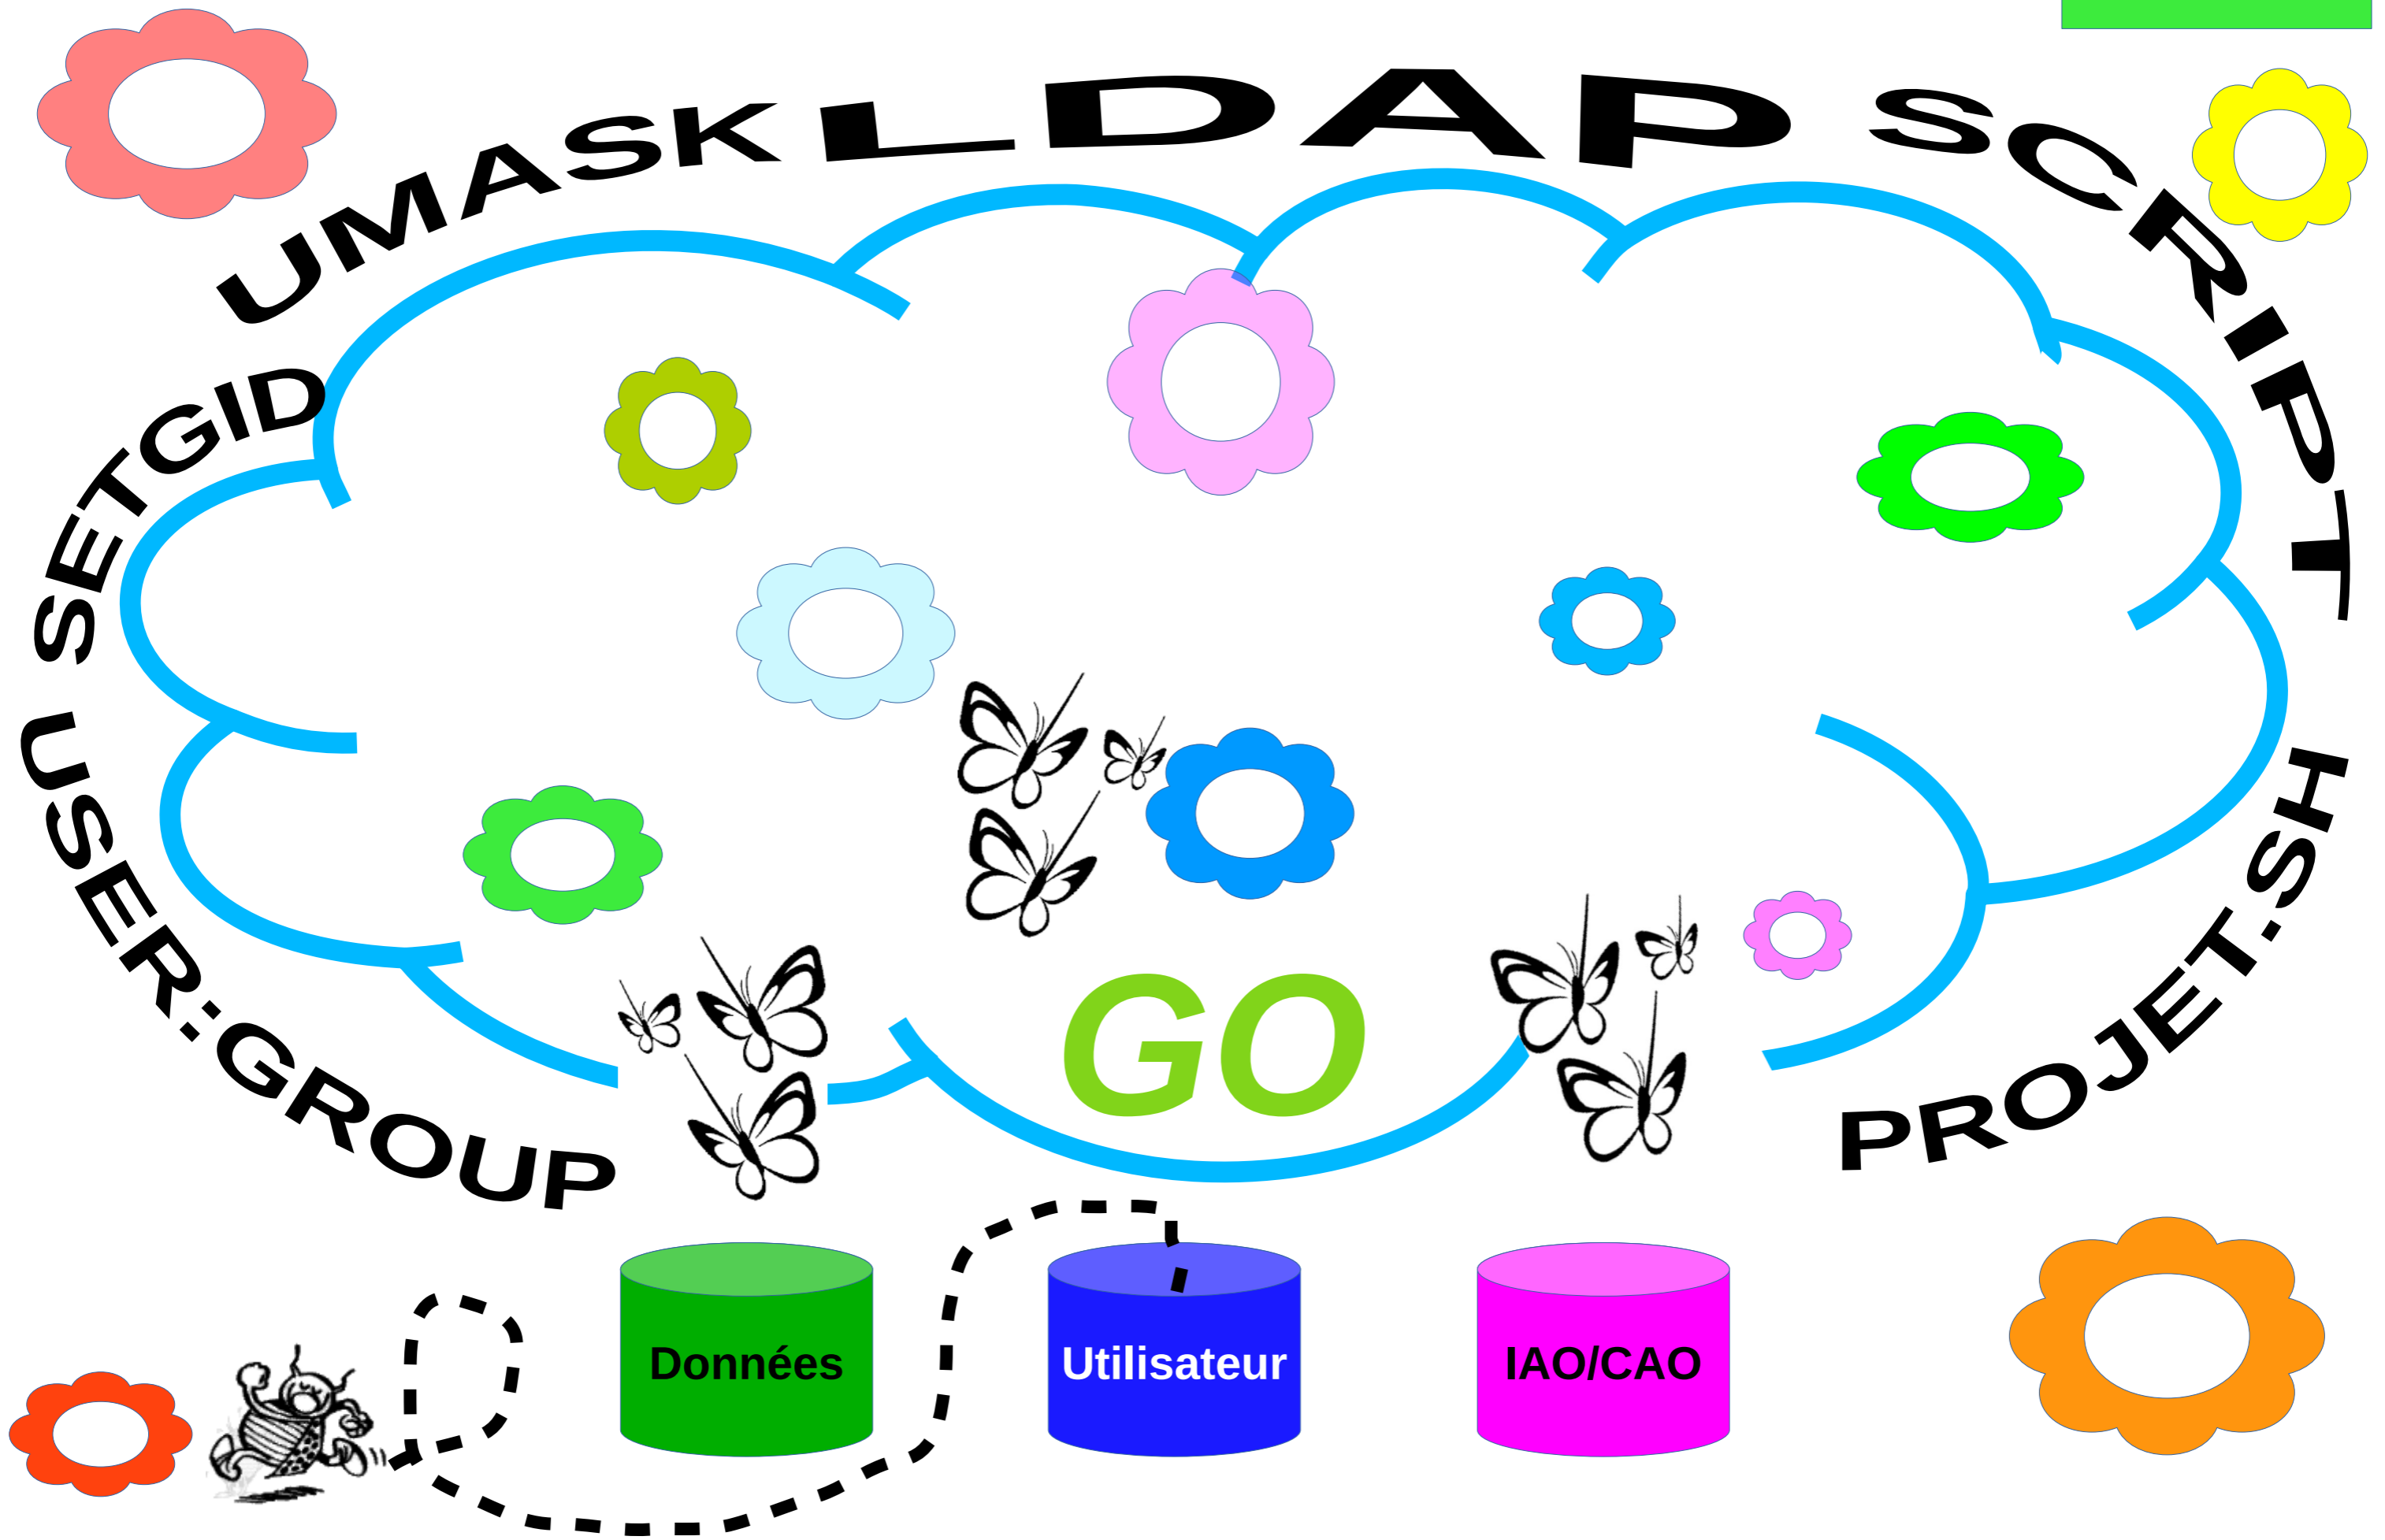 UMASK
LDAP
SCRIPT
SETGID
USER:GROUP
PROJET.SH
GO
Données
Utilisateur
IAO/CAO